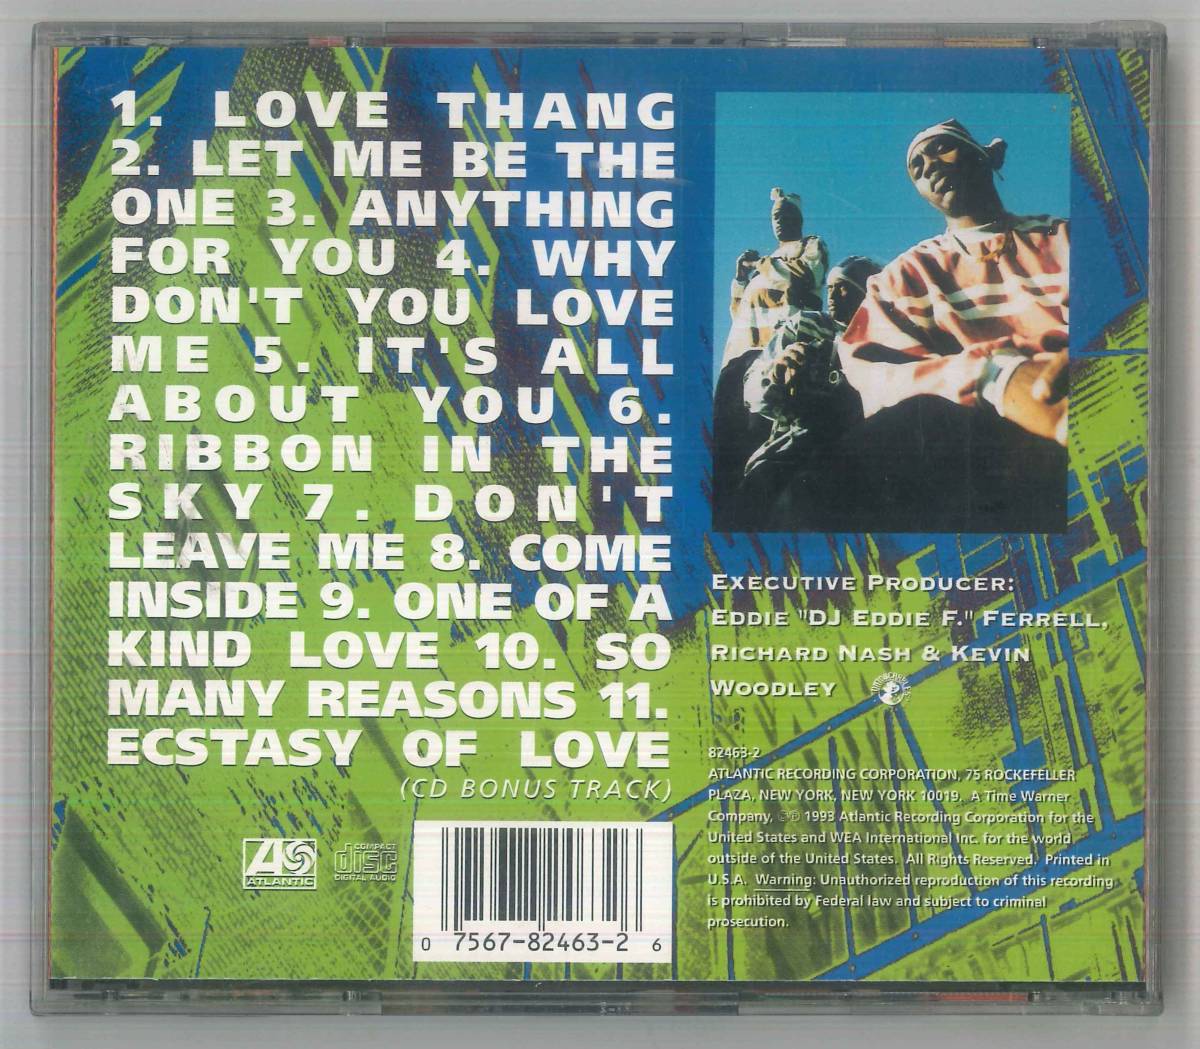 1. LOVE THANG
2. LET ME BE THE
ONE 3. ANYTHING
FOR YOU 4. WHY
DON'T YOU LOVE
ME 5. IT'S ALL
ABOUT YOU 6.
RIBBON IN THE
SKY 7. DON'T
LEAVE ME 8. COME
INSIDE 9. ONE OF A
KIND LOVE 10. SO
MANY REASONS 11.
ECSTASY OF LOVE
(CD BONUS TRACK)
ATLANTIC
COMPACT
disc
DIGITAL AUDIO
0 7567-82463-2 6
EXECUTIVE PRODUCER:
EDDIE "DJ EDDIE F." FERRELL,
RICHARD NASH & KEVIN
WOODLEY
82463-2
ATLANTIC RECORDING CORPORATION, 75 ROCKEFELLER
PLAZA, NEW YORK, NEW YORK 10019. A Time Warner
Company, ©℗ 1993 Atlantic Recording Corporation for the
United States and WEA International Inc. for the world
outside of the United States. All Rights Reserved. Printed in
U.S.A. Warning: Unauthorized reproduction of this recording
is prohibited by Federal law and subject to criminal
prosecution.